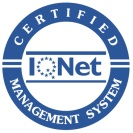 CERTIFIED
IQNet
MANAGEMENT SYSTEM